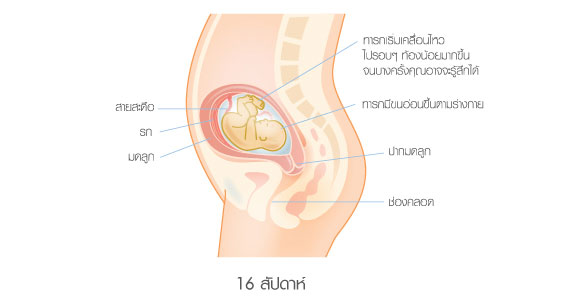 ทารกเริ่มเคลื่อนไหว
ไปรอบๆ ท้องน้อยมากขึ้น
จนบางครั้งคุณอาจจะรู้สึกได้
สายสะดือ
ทารกมีขนอ่อนขึ้นตามร่างกาย
รก
มดลูก
ปากมดลูก
ช่องคลอด
16 สัปดาห์